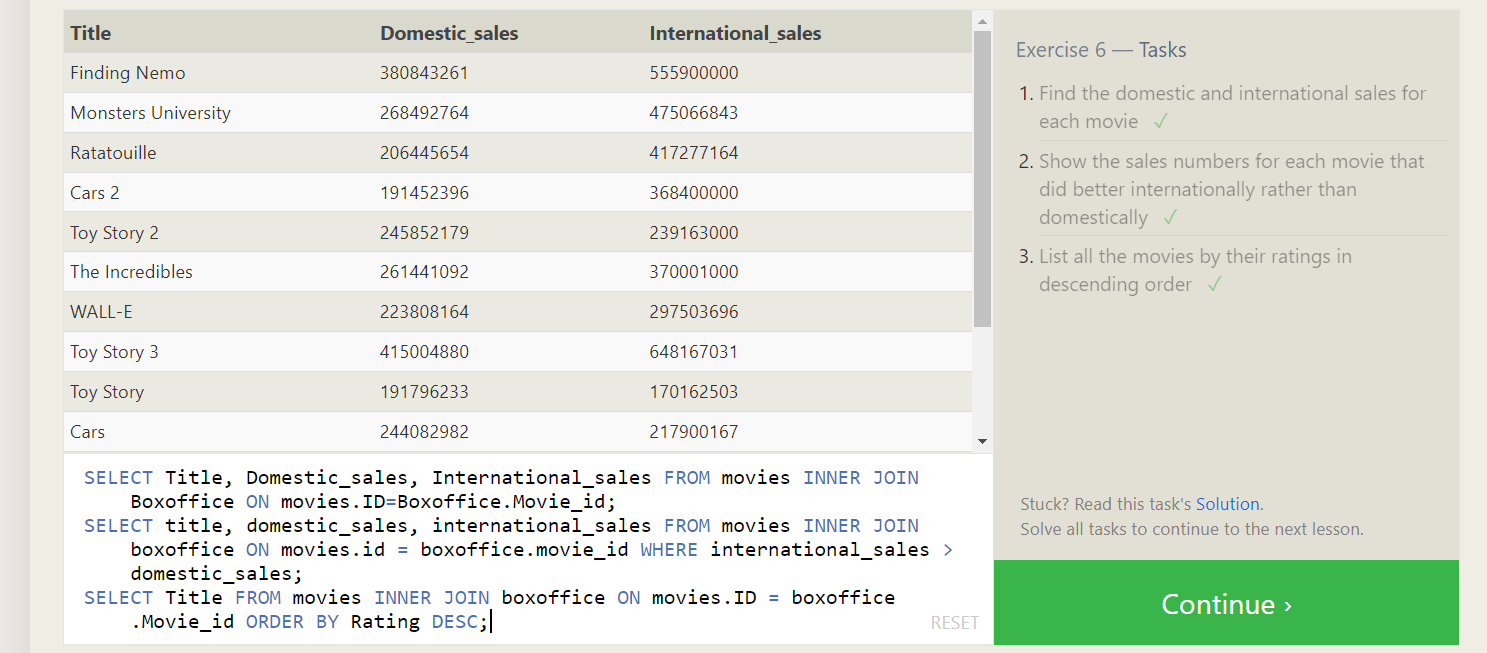 Title Domestic_sales International_sales
Finding Nemo 380843261 555900000
Monsters University 268492764 475066843
Ratatouille 206445654 417277164
Cars 2 191452396 368400000
Toy Story 2 245852179 239163000
The Incredibles 261441092 370001000
WALL-E 223808164 297503696
Toy Story 3 415004880 648167031
Toy Story 191796233 170162503
Cars 244082982 217900167
SELECT Title, Domestic_sales, International_sales FROM movies INNER JOIN
Boxoffice ON movies.ID=Boxoffice.Movie_id;
SELECT title, domestic_sales, international_sales FROM movies INNER JOIN
boxoffice ON movies.id = boxoffice.movie_id WHERE international_sales >
domestic_sales;
SELECT Title FROM movies INNER JOIN boxoffice ON movies.ID = boxoffice
.Movie_id ORDER BY Rating DESC;
RESET
Exercise 6 — Tasks
1. Find the domestic and international sales for
each movie ✓
2. Show the sales numbers for each movie that
did better internationally rather than
domestically ✓
3. List all the movies by their ratings in
descending order ✓
Stuck? Read this task's Solution.
Solve all tasks to continue to the next lesson.
Continue ›